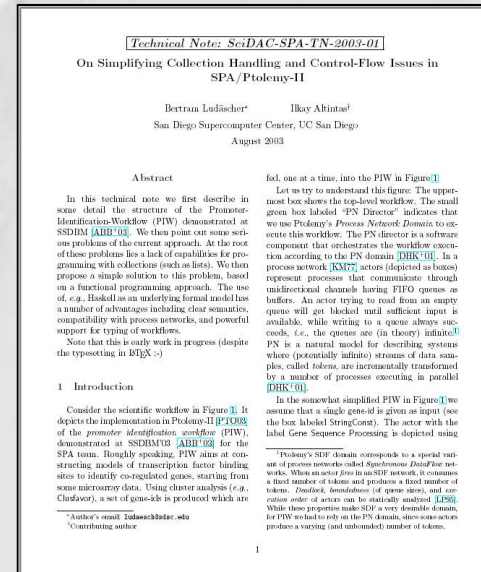 Technical Note: SciDAC-SPA-TN-2003-01
On Simplifying Collection Handling and Control-Flow Issues in
SPA/Ptolemy-II
Bertram Ludäscher* Ilkay Altintas†
San Diego Supercomputer Center, UC San Diego
August 2003
Abstract
In this technical note we first describe in
some detail the structure of the Promoter-
Identification-Workflow (PIW) demonstrated at
SSDBM [ABB+03]. We then point out some seri-
ous problems of the current approach. At the root
of these problems lies a lack of capabilities for pro-
gramming with collections (such as lists). We then
propose a simple solution to this problem, based
on a functional programming approach. The use
of, e.g., Haskell as an underlying formal model has
a number of advantages including clear semantics,
compatibility with process networks, and powerful
support for typing of workflows.
Note that this is early work in progress (despite
the typesetting in LATEX ;-)
1 Introduction
Consider the scientific workflow in Figure 1. It
depicts the implementation in Ptolemy-II [PTO03]
of the promoter identification workflow (PIW),
demonstrated at SSDBM'03 [ABB+03] for the
SPA team. Roughly speaking, PIW aims at con-
structing models of transcription factor binding
sites to identify co-regulated genes, starting from
some microarray data. Using cluster analysis (e.g.,
Clusfavor), a set of gene-ids is produced which are
*Author's email: ludaesch@sdsc.edu
†Contributing author
fed, one at a time, into the PIW in Figure 1.
Let us try to understand this figure: The upper-
most box shows the top-level workflow. The small
green box labeled "PN Director" indicates that
we use Ptolemy's Process Network Domain to ex-
ecute this workflow. The PN director is a software
component that orchestrates the workflow execu-
tion according to the PN domain [DHK+01]. In a
process network [KM77] actors (depicted as boxes)
represent processes that communicate through
unidirectional channels having FIFO queues as
buffers. An actor trying to read from an empty
queue will get blocked until sufficient input is
available, while writing to a queue always suc-
ceeds, i.e., the queues are (in theory) infinite.1
PN is a natural model for describing systems
where (potentially infinite) streams of data sam-
ples, called tokens, are incrementally transformed
by a number of processes executing in parallel
[DHK+01].
In the somewhat simplified PIW in Figure 1 we
assume that a single gene-id is given as input (see
the box labeled StringConst). The actor with the
label Gene Sequence Processing is depicted using
1Ptolemy's SDF domain corresponds to a special vari-
ant of process networks called Synchronous DataFlow net-
works. When an actor fires in an SDF network, it consumes
a fixed number of tokens and produces a fixed number of
tokens. Deadlock, boundedness (of queue sizes), and exe-
cution order of actors can be statically analyzed [LP95].
While these properties make SDF a very desirable domain,
for PIW we had to rely on the PN domain, since some actors
produce a varying (and unbounded) number of tokens.
1